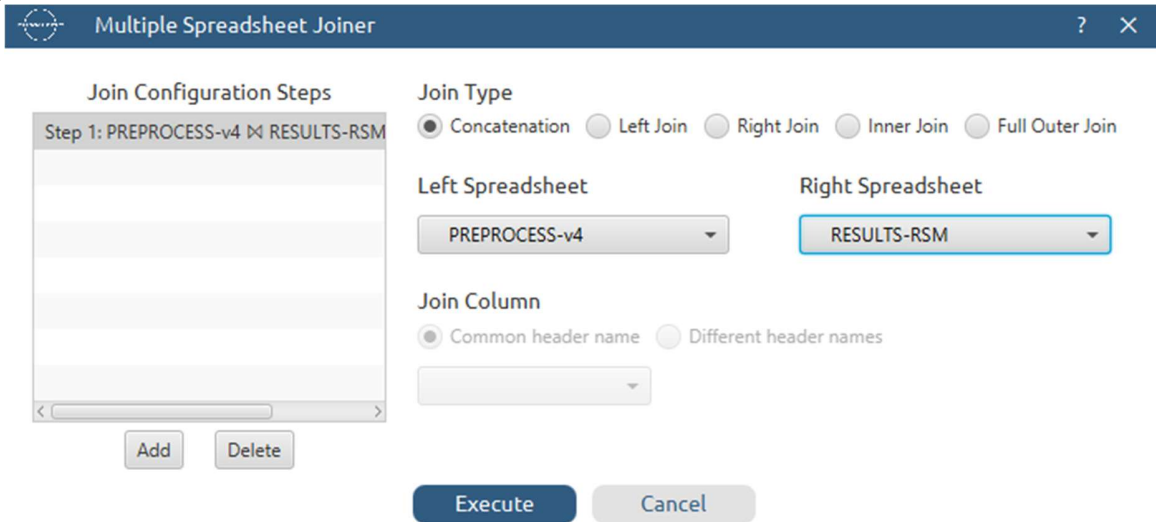 Multiple Spreadsheet Joiner ? ×
Join Configuration Steps
Step 1: PREPROCESS-v4 ⋈ RESULTS-RSM
Add Delete
Join Type
Concatenation Left Join Right Join Inner Join Full Outer Join
Left Spreadsheet Right Spreadsheet
PREPROCESS-v4 RESULTS-RSM
Join Column
Common header name Different header names
Execute Cancel